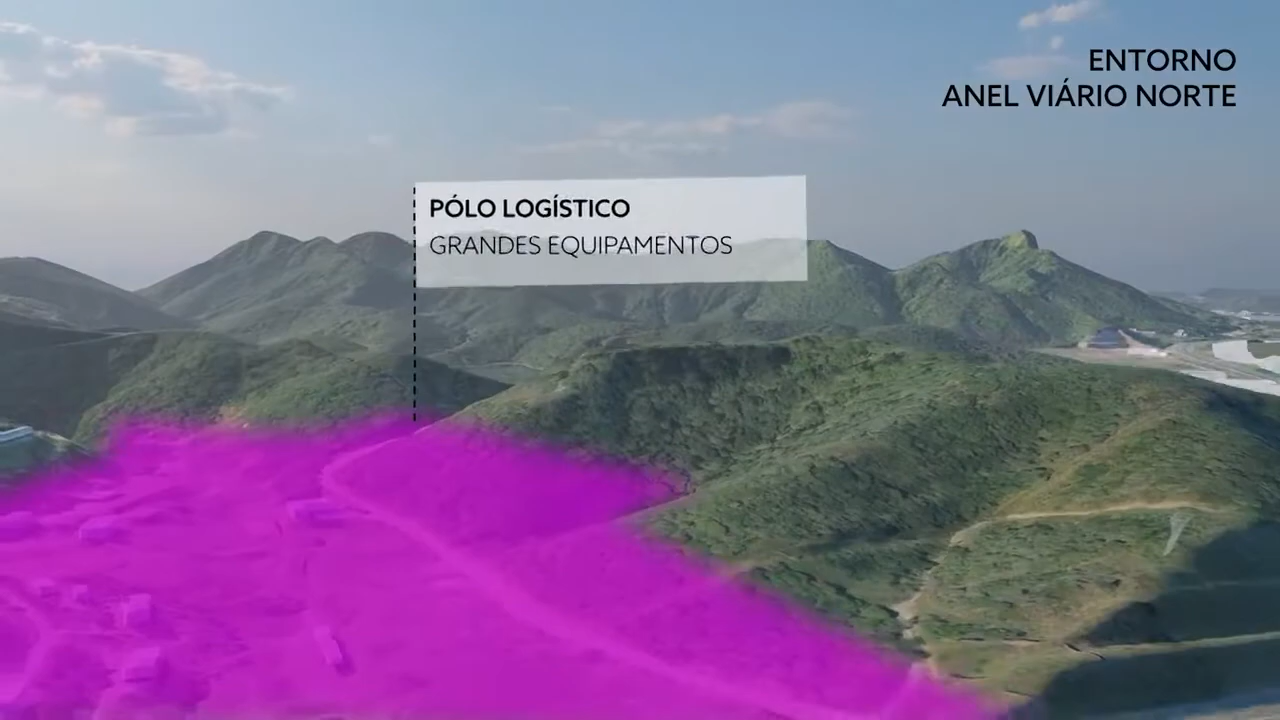 ENTORNO
ANEL VIÁRIO NORTE
PÓLO LOGÍSTICO
GRANDES EQUIPAMENTOS